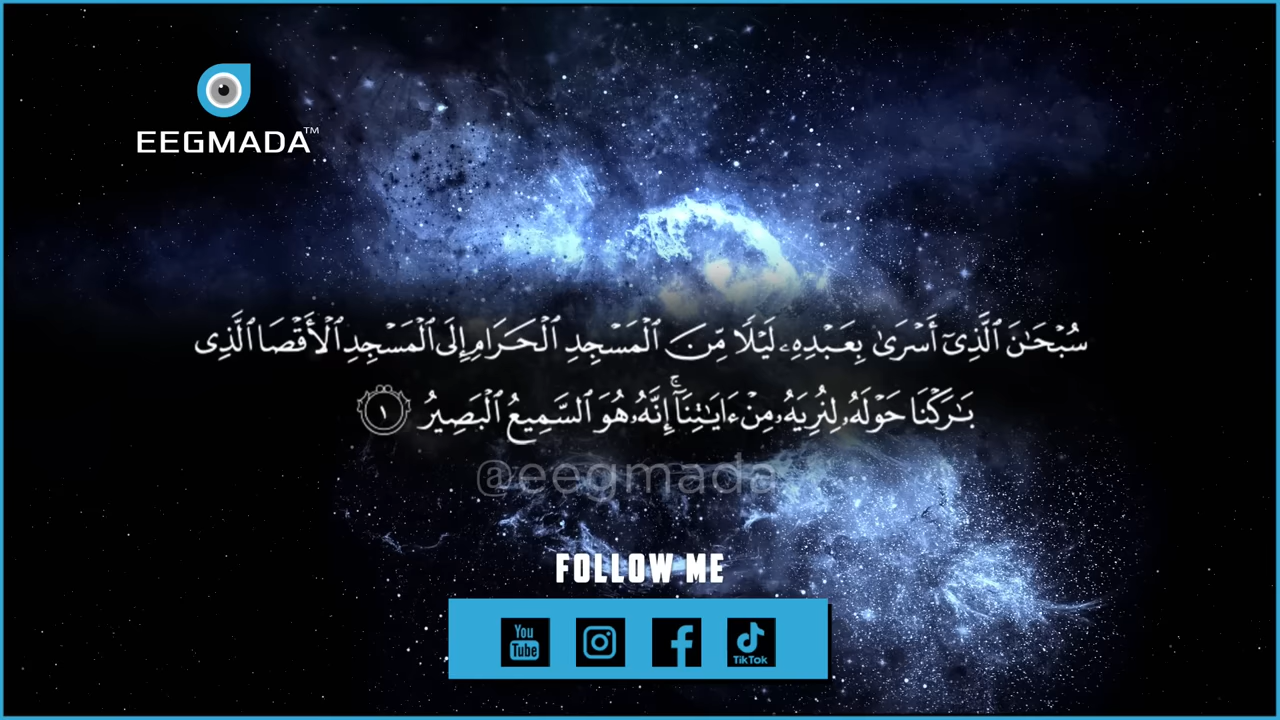 EEGMADA™
سُبْحَٰنَ ٱلَّذِىٓ أَسْرَىٰ بِعَبْدِهِۦ لَيْلًا مِّنَ ٱلْمَسْجِدِ ٱلْحَرَامِ إِلَى ٱلْمَسْجِدِ ٱلْأَقْصَا ٱلَّذِى
بَٰرَكْنَا حَوْلَهُۥ لِنُرِيَهُۥ مِنْ ءَايَٰتِنَآ ۚ إِنَّهُۥ هُوَ ٱلسَّمِيعُ ٱلْبَصِيرُ ١
@eegmada
FOLLOW ME
You Tube TikTok